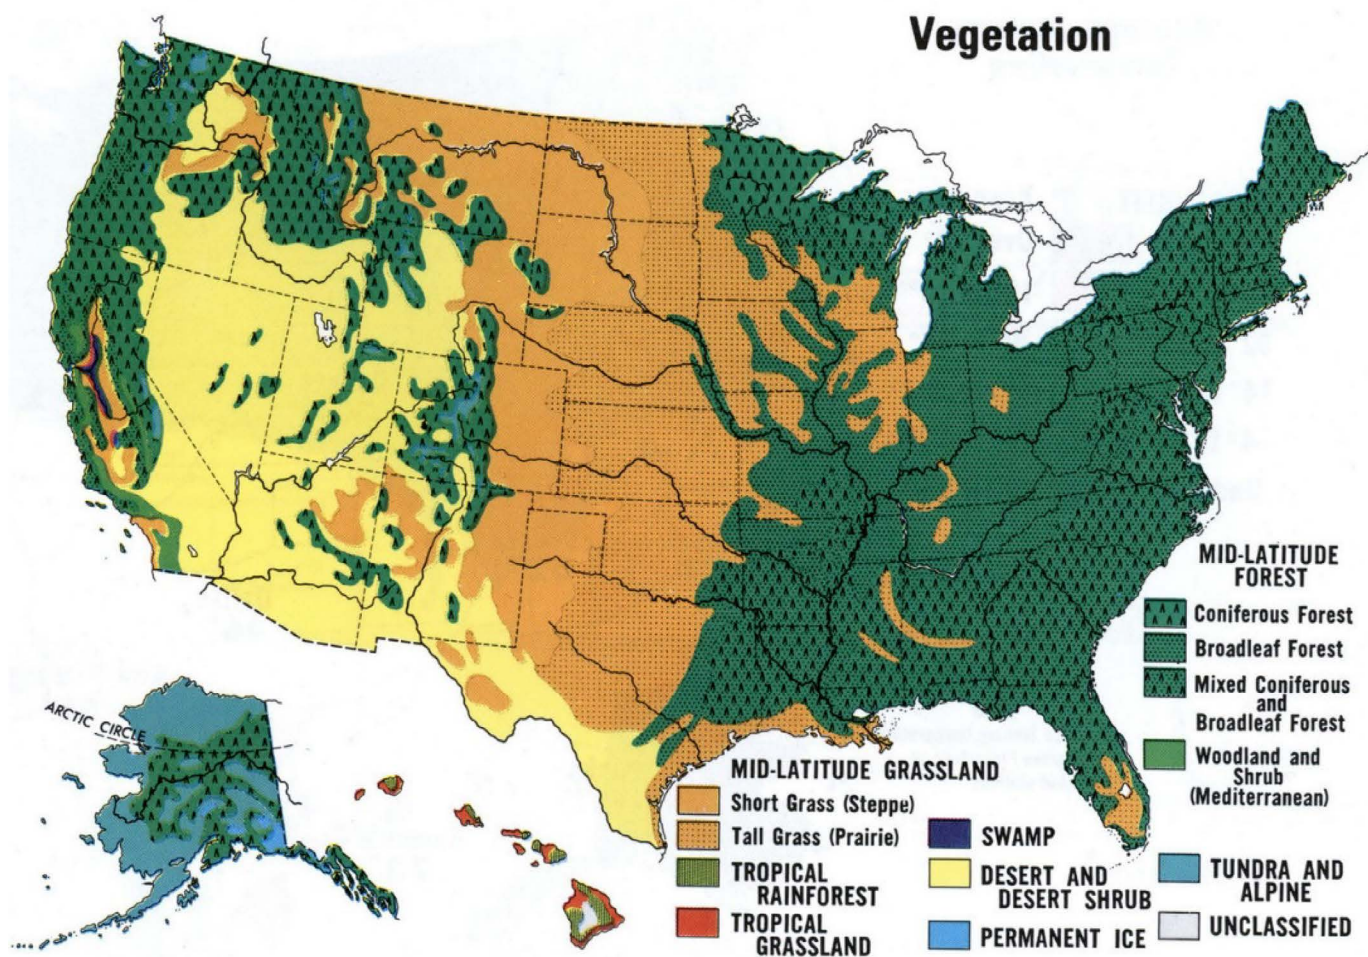 Vegetation
ARCTIC CIRCLE
MID-LATITUDE
FOREST
Coniferous Forest
Broadleaf Forest
Mixed Coniferous
and
Broadleaf Forest
Woodland and
Shrub
(Mediterranean)
MID-LATITUDE GRASSLAND
Short Grass (Steppe)
Tall Grass (Prairie)
TROPICAL
RAINFOREST
TROPICAL
GRASSLAND
SWAMP
DESERT AND
DESERT SHRUB
PERMANENT ICE
TUNDRA AND
ALPINE
UNCLASSIFIED